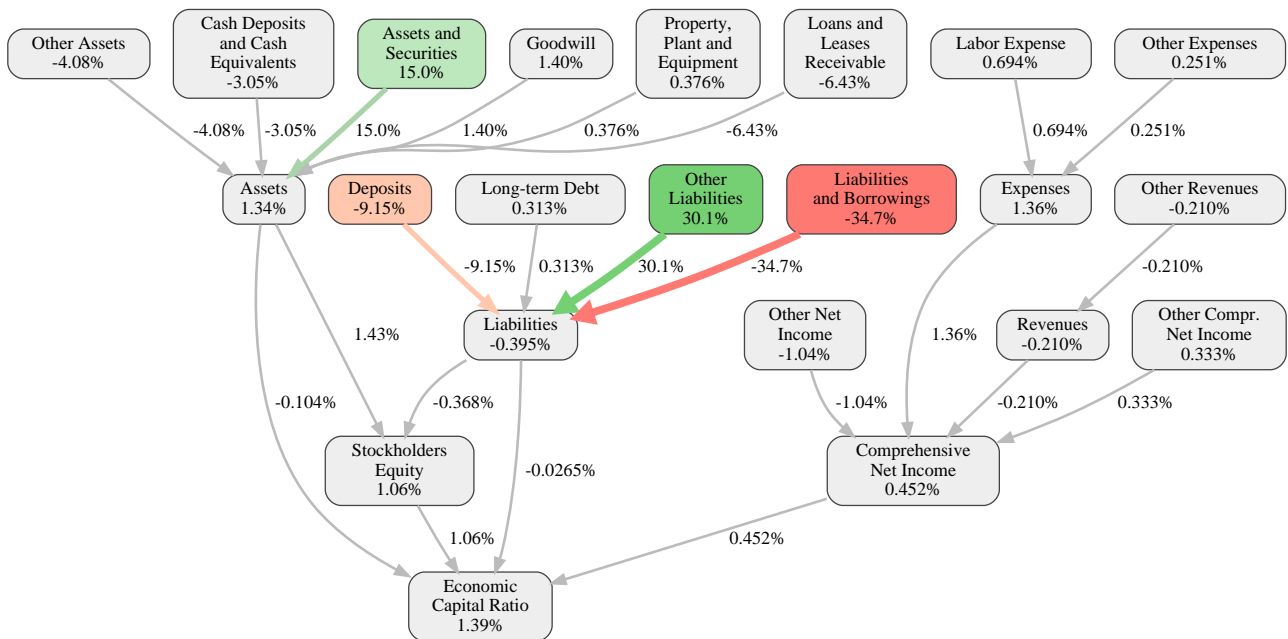 Other Assets
-4.08%
Cash Deposits
and Cash
Equivalents
-3.05%
Assets and
Securities
15.0%
Goodwill
1.40%
Property,
Plant and
Equipment
0.376%
Loans and
Leases
Receivable
-6.43%
Labor Expense
0.694%
Other Expenses
0.251%
-4.08%
-3.05%
15.0%
1.40%
0.376%
-6.43%
0.694%
0.251%
Assets
1.34%
Deposits
-9.15%
Long-term Debt
0.313%
Other
Liabilities
30.1%
Liabilities
and Borrowings
-34.7%
Expenses
1.36%
Other Revenues
-0.210%
-9.15%
0.313%
30.1%
-34.7%
-0.210%
1.43%
Liabilities
-0.395%
Other Net
Income
-1.04%
1.36%
Revenues
-0.210%
Other Compr.
Net Income
0.333%
-0.104%
-0.368%
-1.04%
-0.210%
0.333%
Stockholders
Equity
1.06%
-0.0265%
Comprehensive
Net Income
0.452%
1.06%
0.452%
Economic
Capital Ratio
1.39%